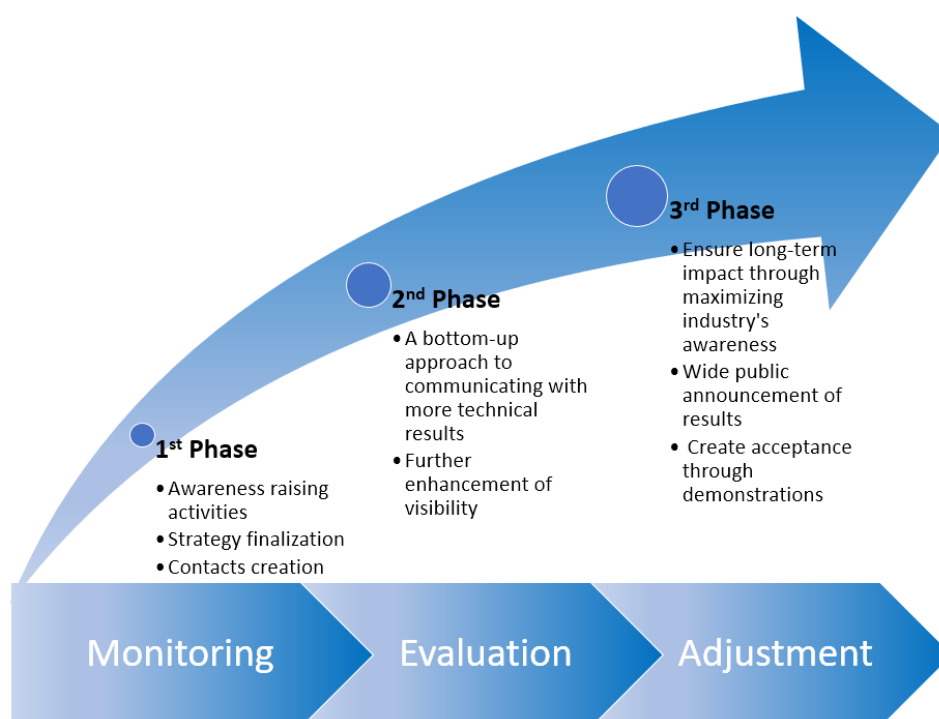 1st Phase
• Awareness raising
activities
• Strategy finalization
• Contacts creation
2nd Phase
• A bottom-up
approach to
communicating with
more technical
results
• Further
enhancement of
visibility
3rd Phase
• Ensure long-term
impact through
maximizing
industry's
awareness
• Wide public
announcement of
results
• Create acceptance
through
demonstrations
Monitoring
Evaluation
Adjustment